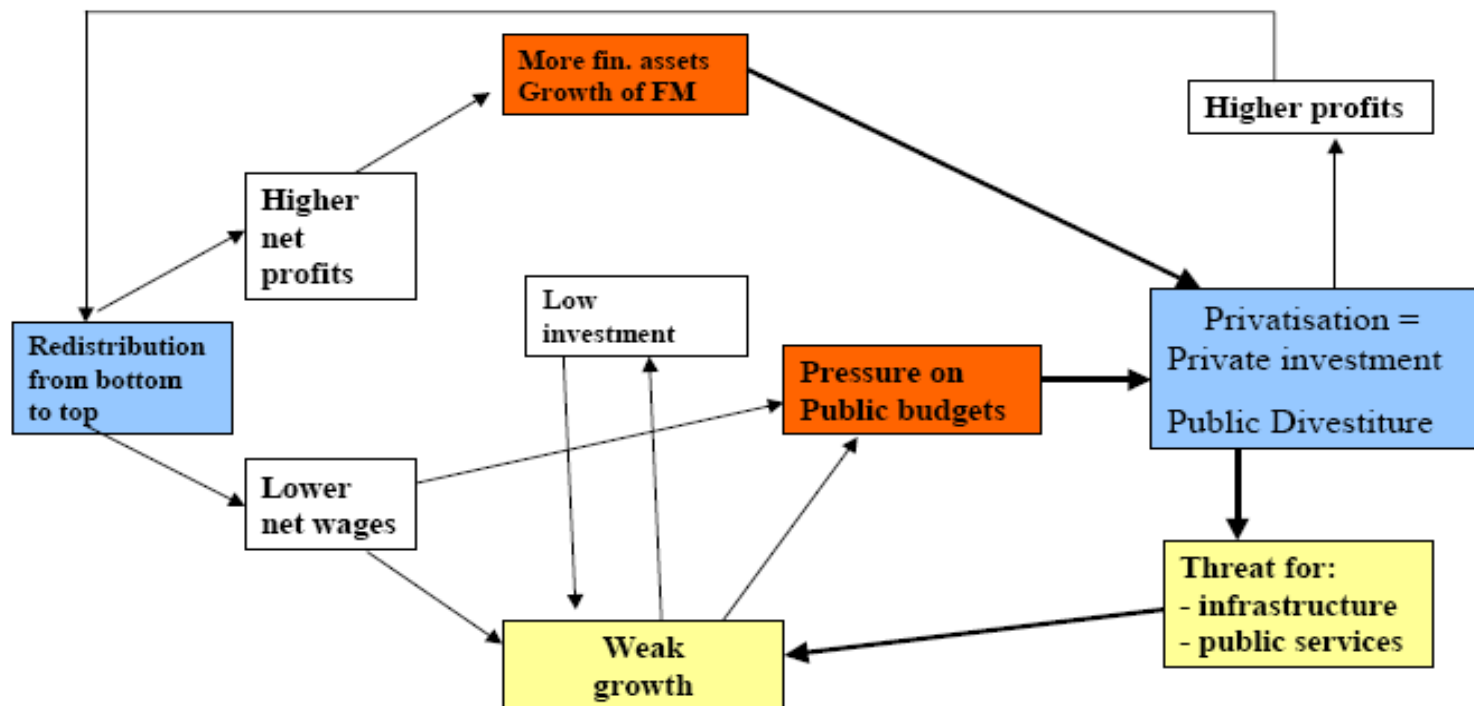 More fin. assets
Growth of FM
Higher profits
Higher
net
profits
Low
investment
Privatisation =
Private investment
Public Divestiture
Redistribution
from bottom
to top
Pressure on
Public budgets
Lower
net wages
Threat for:
- infrastructure
- public services
Weak
growth